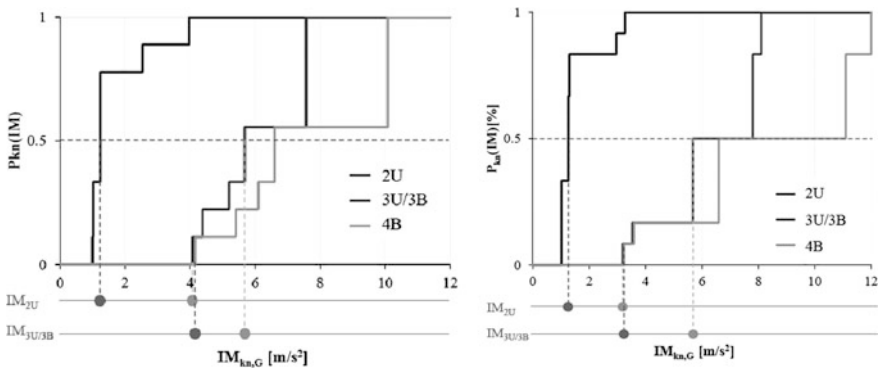 1
Pkn(IM)
0.5
2U
3U/3B
4B
0
0 2 4 6 8 10 12
IM2U
IM3U/3B
IMkn,G [m/s²]
1
Pkn(IM)[%]
0.5
2U
3U/3B
4B
0
0 2 4 6 8 10 12
IM2U
IM3U/3B
IMkn,G [m/s²]